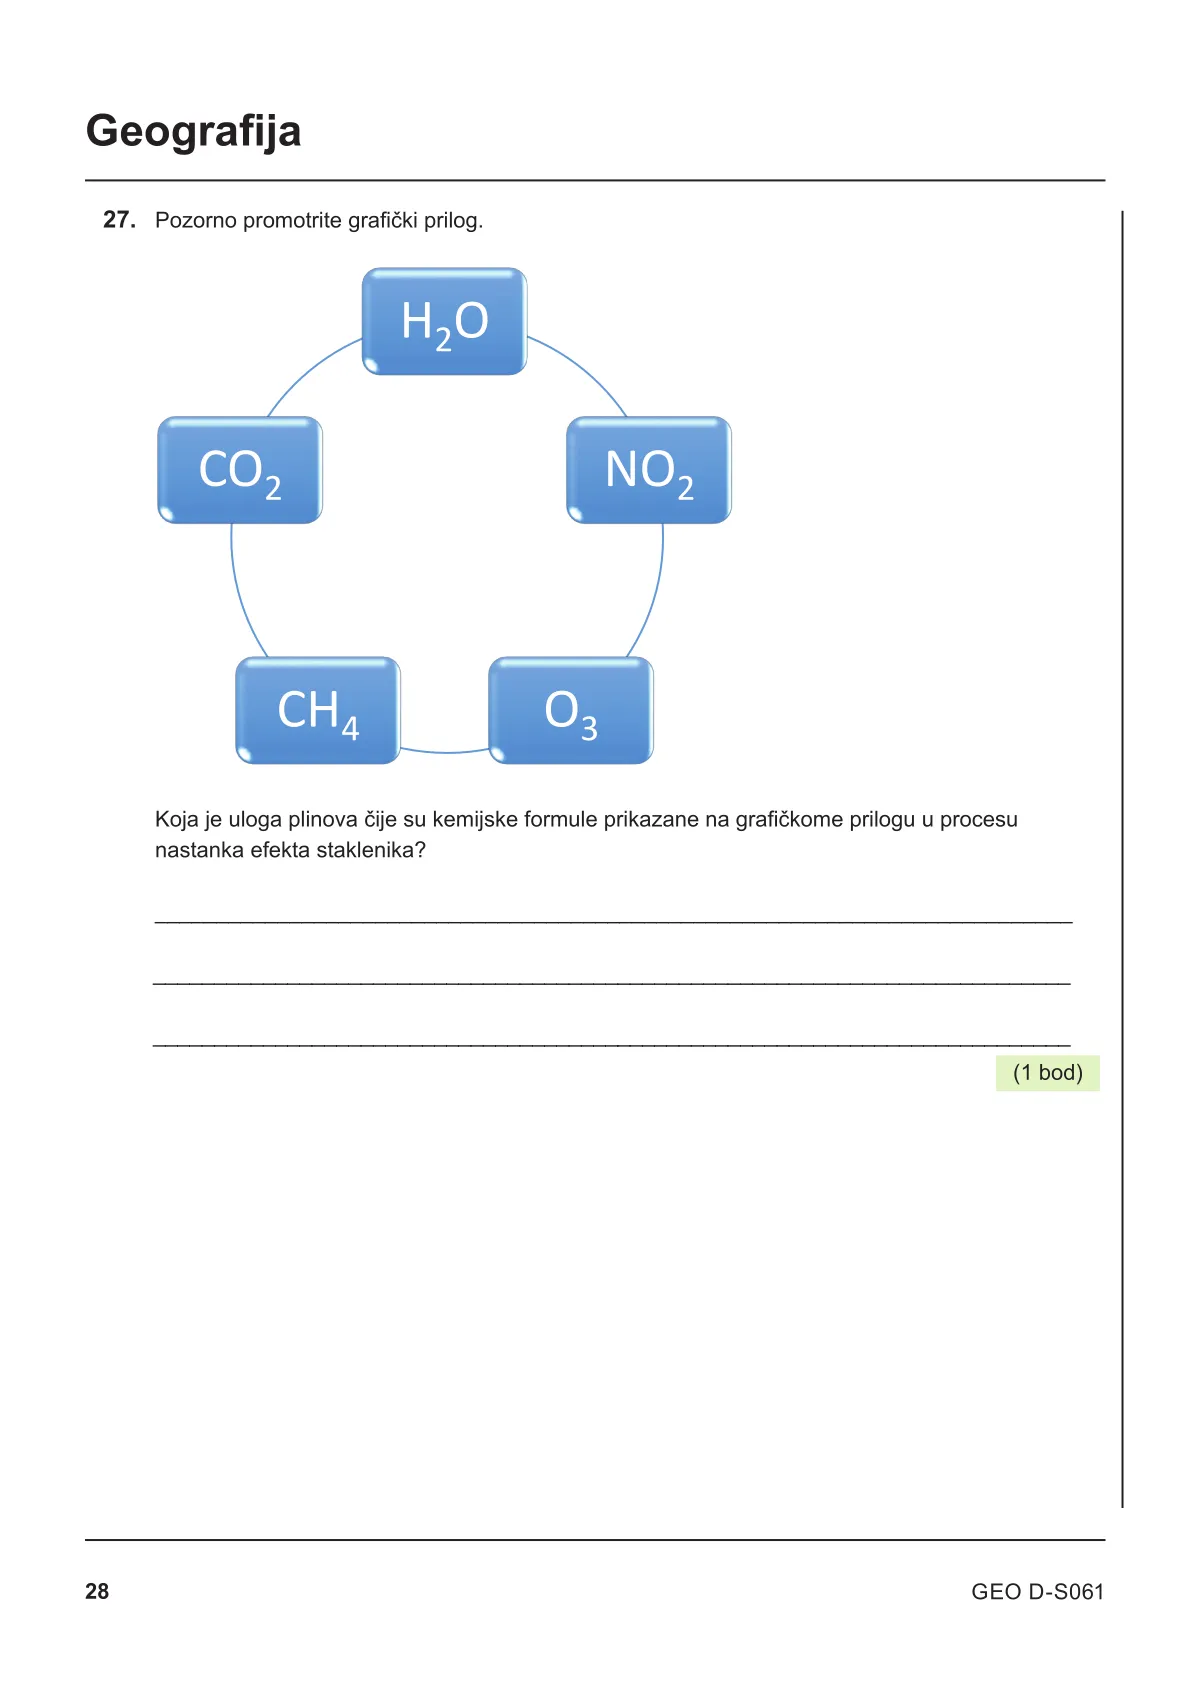 Geografija
27. Pozorno promotrite grafički prilog.
H₂O
CO₂
NO₂
CH₄
O₃
Koja je uloga plinova čije su kemijske formule prikazane na grafičkome prilogu u procesu
nastanka efekta staklenika?
(1 bod)
28
GEO D-S061